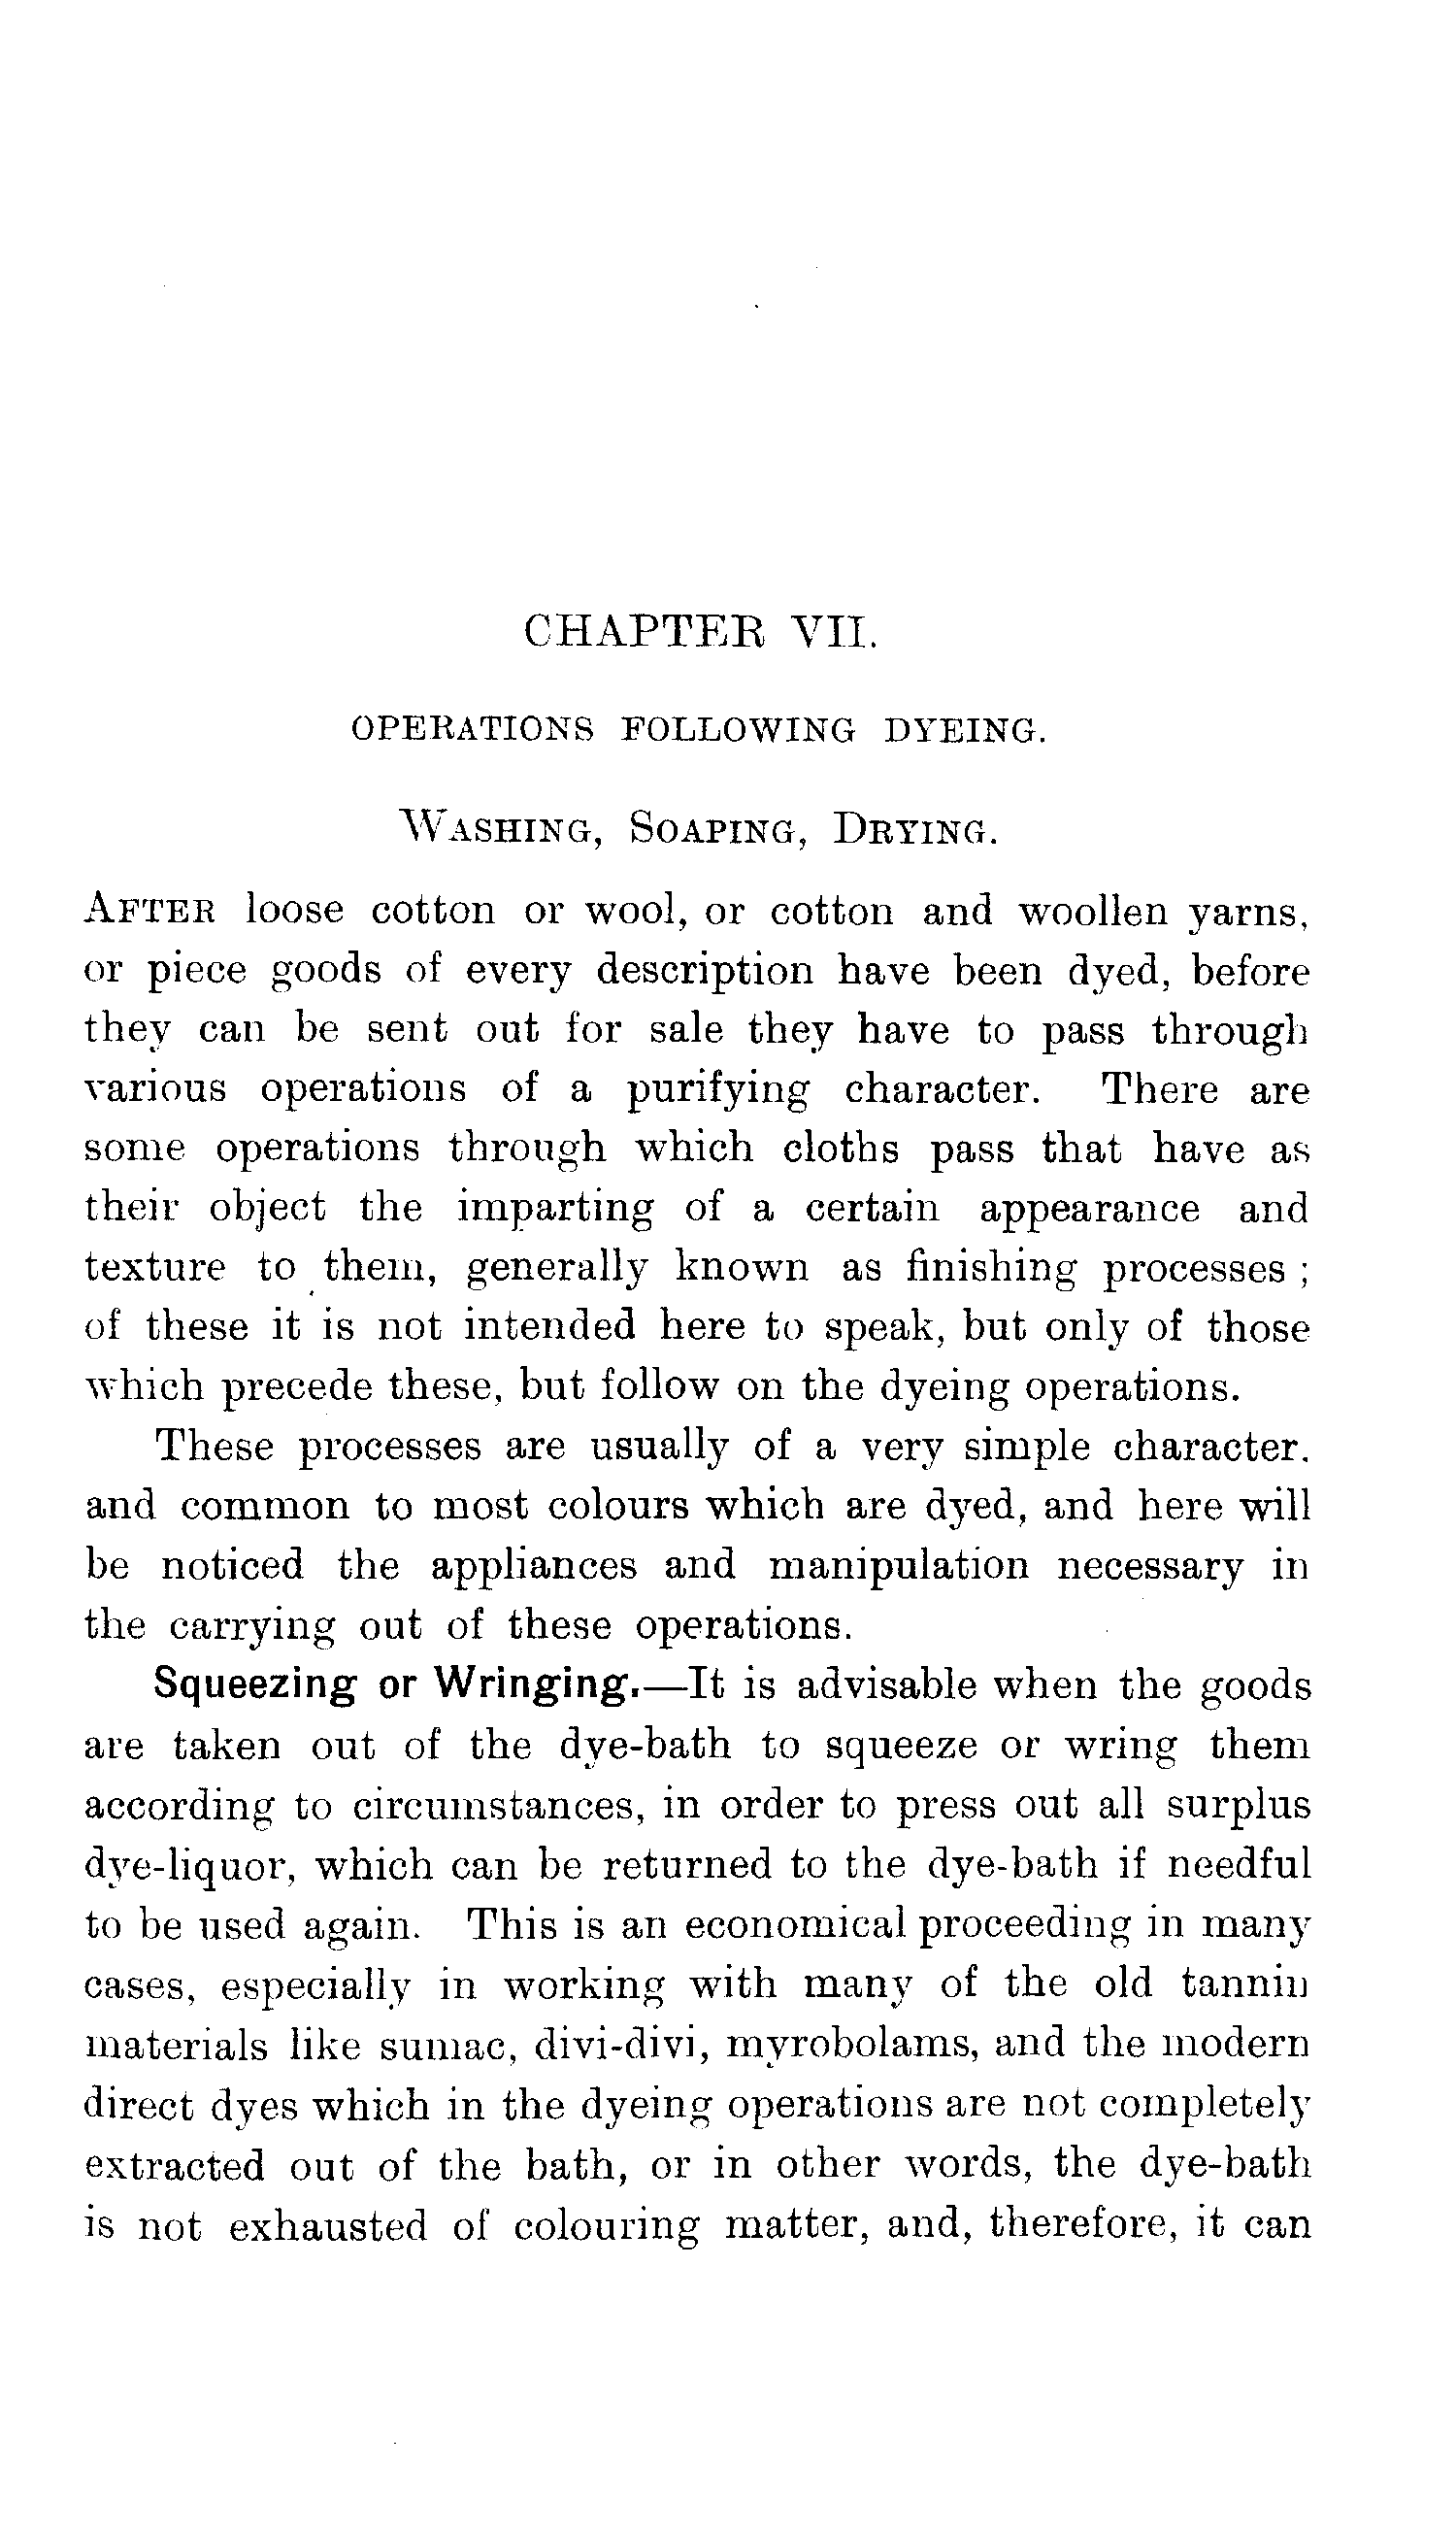 CHAPTER VII.
OPERATIONS FOLLOWING DYEING.
WASHING, SOAPING, DRYING.
AFTER loose cotton or wool, or cotton and woollen yarns,
or piece goods of every description have been dyed, before
they can be sent out for sale they have to pass through
various operations of a purifying character. There are
some operations through which cloths pass that have as
their object the imparting of a certain appearance and
texture to them, generally known as finishing processes ;
of these it is not intended here to speak, but only of those
which precede these, but follow on the dyeing operations.
These processes are usually of a very simple character.
and common to most colours which are dyed, and here will
be noticed the appliances and manipulation necessary in
the carrying out of these operations.
Squeezing or Wringing.—It is advisable when the goods
are taken out of the dye-bath to squeeze or wring them
according to circumstances, in order to press out all surplus
dye-liquor, which can be returned to the dye-bath if needful
to be used again. This is an economical proceeding in many
cases, especially in working with many of the old tannin
materials like sumac, divi-divi, myrobolams, and the modern
direct dyes which in the dyeing operations are not completely
extracted out of the bath, or in other words, the dye-bath
is not exhausted of colouring matter, and, therefore, it can